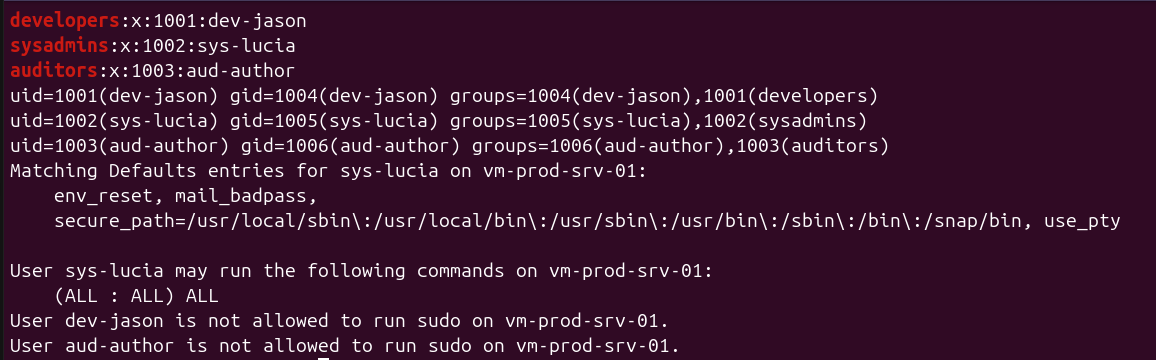 developers:x:1001:dev-jason
sysadmins:x:1002:sys-lucia
auditors:x:1003:aud-author
uid=1001(dev-jason) gid=1004(dev-jason) groups=1004(dev-jason),1001(developers)
uid=1002(sys-lucia) gid=1005(sys-lucia) groups=1005(sys-lucia),1002(sysadmins)
uid=1003(aud-author) gid=1006(aud-author) groups=1006(aud-author),1003(auditors)
Matching Defaults entries for sys-lucia on vm-prod-srv-01:
    env_reset, mail_badpass,
    secure_path=/usr/local/sbin\:/usr/local/bin\:/usr/sbin\:/usr/bin\:/sbin\:/bin\:/snap/bin, use_pty

User sys-lucia may run the following commands on vm-prod-srv-01:
    (ALL : ALL) ALL
User dev-jason is not allowed to run sudo on vm-prod-srv-01.
User aud-author is not allowed to run sudo on vm-prod-srv-01.